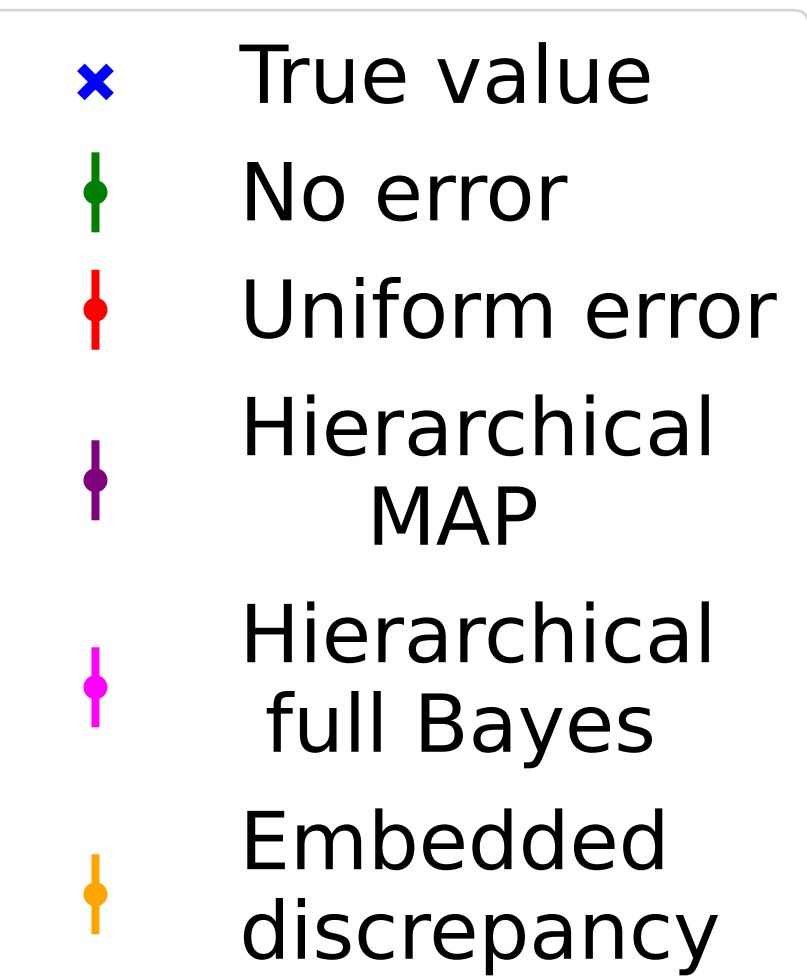 True value
No error
Uniform error
Hierarchical
MAP
Hierarchical
full Bayes
Embedded
discrepancy